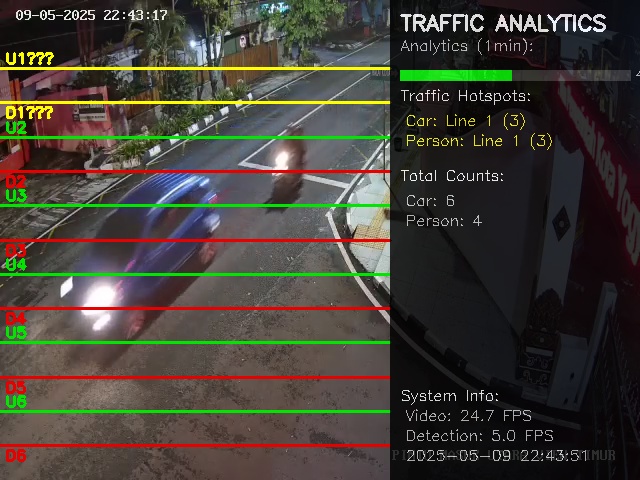 09-05-2025 22:43:17
U1???
D1???
U2
D2
U3
D3
U4
D4
U5
D5
U6
D6
TRAFFIC ANALYTICS
Analytics (1min):
Traffic Hotspots:
Car: Line 1 (3)
Person: Line 1 (3)
Total Counts:
Car: 6
Person: 4
System Info:
Video: 24.7 FPS
Detection: 5.0 FPS
2025-05-09 22:43:51
TIMUR